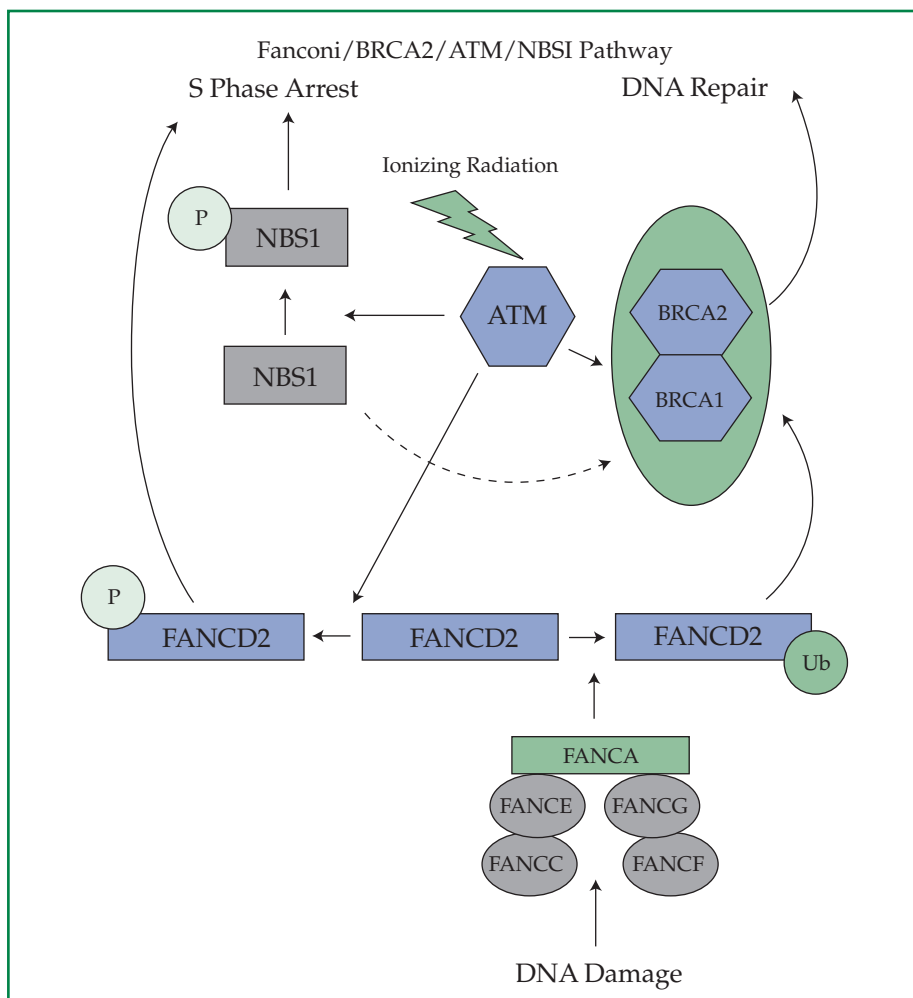 Fanconi/BRCA2/ATM/NBSI Pathway
S Phase Arrest
DNA Repair
Ionizing Radiation
P
NBS1
ATM
BRCA2
NBS1
BRCA1
P
FANCD2
FANCD2
FANCD2
Ub
FANCA
FANCE
FANCG
FANCC
FANCF
DNA Damage